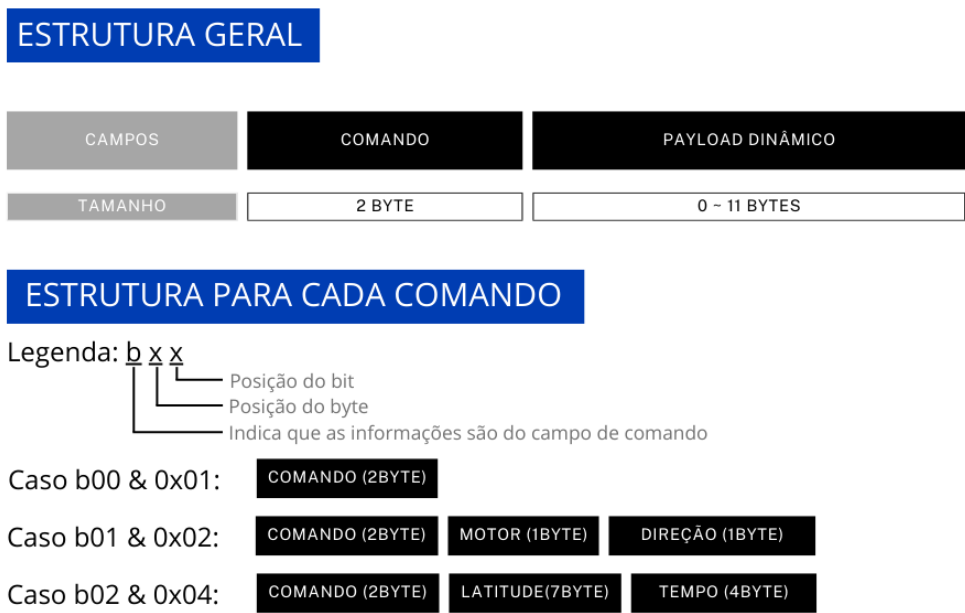 ESTRUTURA GERAL
CAMPOS COMANDO PAYLOAD DINÂMICO
TAMANHO 2 BYTE 0 ~ 11 BYTES
ESTRUTURA PARA CADA COMANDO
Legenda: b x x
Posição do bit
Posição do byte
Indica que as informações são do campo de comando
Caso b00 & 0x01: COMANDO (2BYTE)
Caso b01 & 0x02: COMANDO (2BYTE) MOTOR (1BYTE) DIREÇÃO (1BYTE)
Caso b02 & 0x04: COMANDO (2BYTE) LATITUDE(7BYTE) TEMPO (4BYTE)